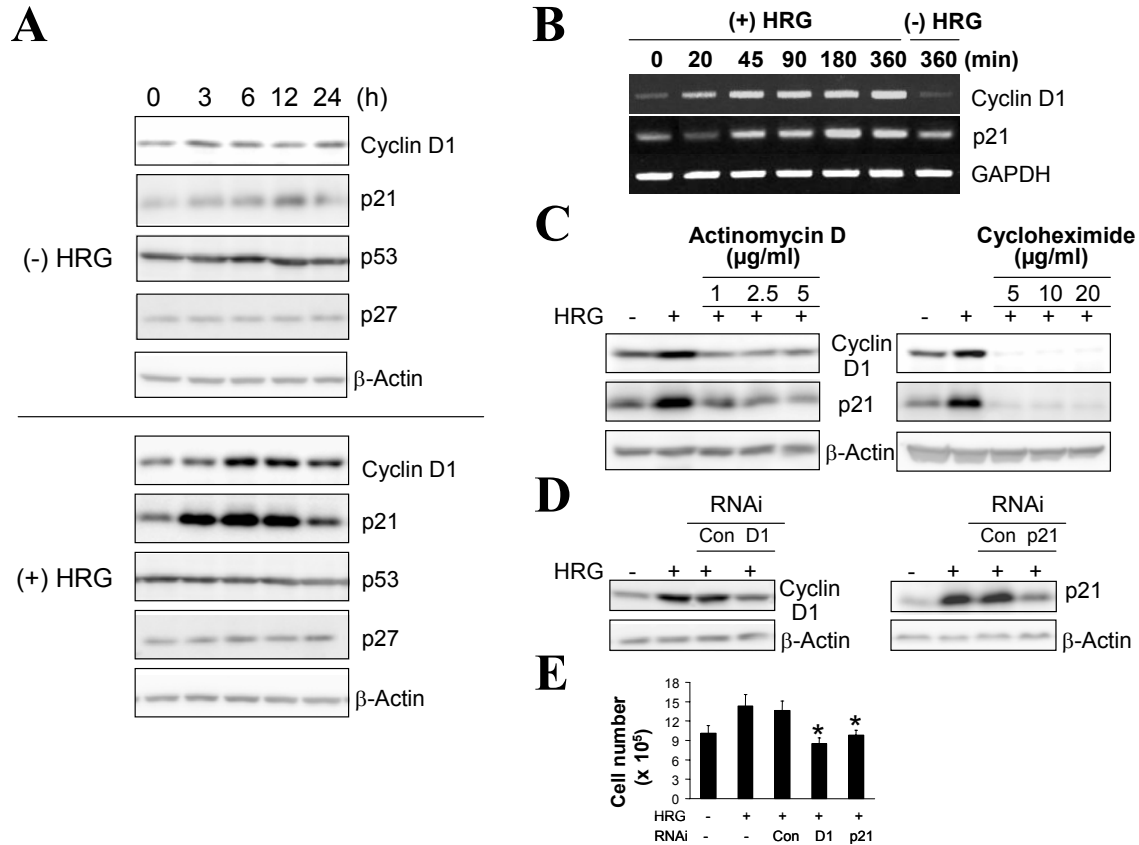 A
0 3 6 12 24 (h)
Cyclin D1
p21
(-) HRG
p53
p27
β-Actin
Cyclin D1
p21
(+) HRG
p53
p27
β-Actin
B
(+) HRG (-) HRG
0 20 45 90 180 360 360 (min)
Cyclin D1
p21
GAPDH
C
Actinomycin D Cycloheximide
(μg/ml) (μg/ml)
1 2.5 5 5 10 20
HRG - + + + + - + + + +
Cyclin
D1
p21
β-Actin
D
RNAi RNAi
Con D1 Con p21
HRG - + + + - + + +
Cyclin
D1
p21
β-Actin β-Actin
E
Cell number
(x 10⁵)
18
15
12
9
6
3
0
* *
HRG - + + + +
RNAi - - Con D1 p21